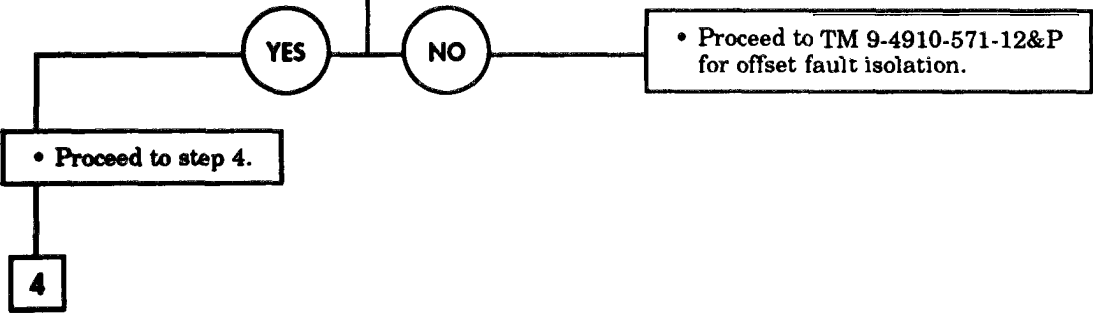 YES
NO
• Proceed to TM 9-4910-571-12&P
for offset fault isolation.
• Proceed to step 4.
4